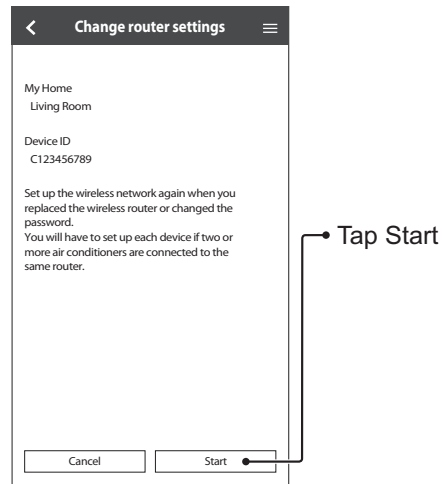 Change router settings
My Home
Living Room
Device ID
C123456789
Set up the wireless network again when you
replaced the wireless router or changed the
password.
You will have to set up each device if two or
more air conditioners are connected to the
same router.
Tap Start
Cancel
Start